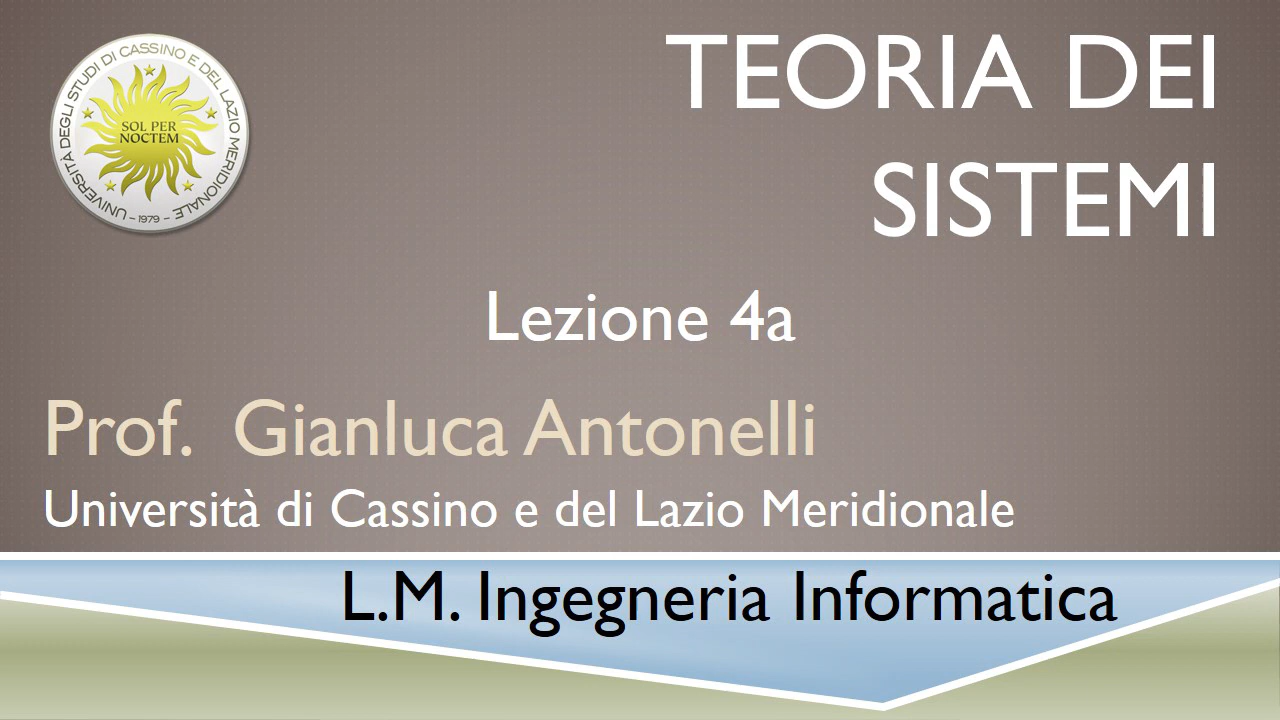 UNIVERSITÀ DEGLI STUDI DI CASSINO E DEL LAZIO MERIDIONALE
– 1979 –
SOL PER
NOCTEM
TEORIA DEI
SISTEMI
Lezione 4a
Prof. Gianluca Antonelli
Università di Cassino e del Lazio Meridionale
L.M. Ingegneria Informatica